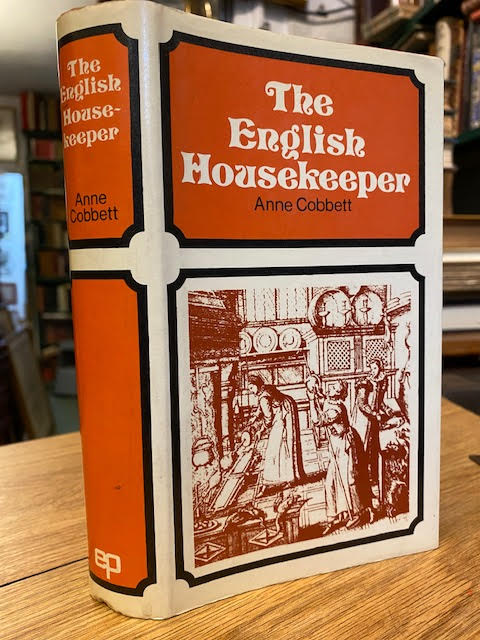 The
English
House-
keeper
Anne
Cobbett
ep
The
English
Housekeeper
Anne Cobbett